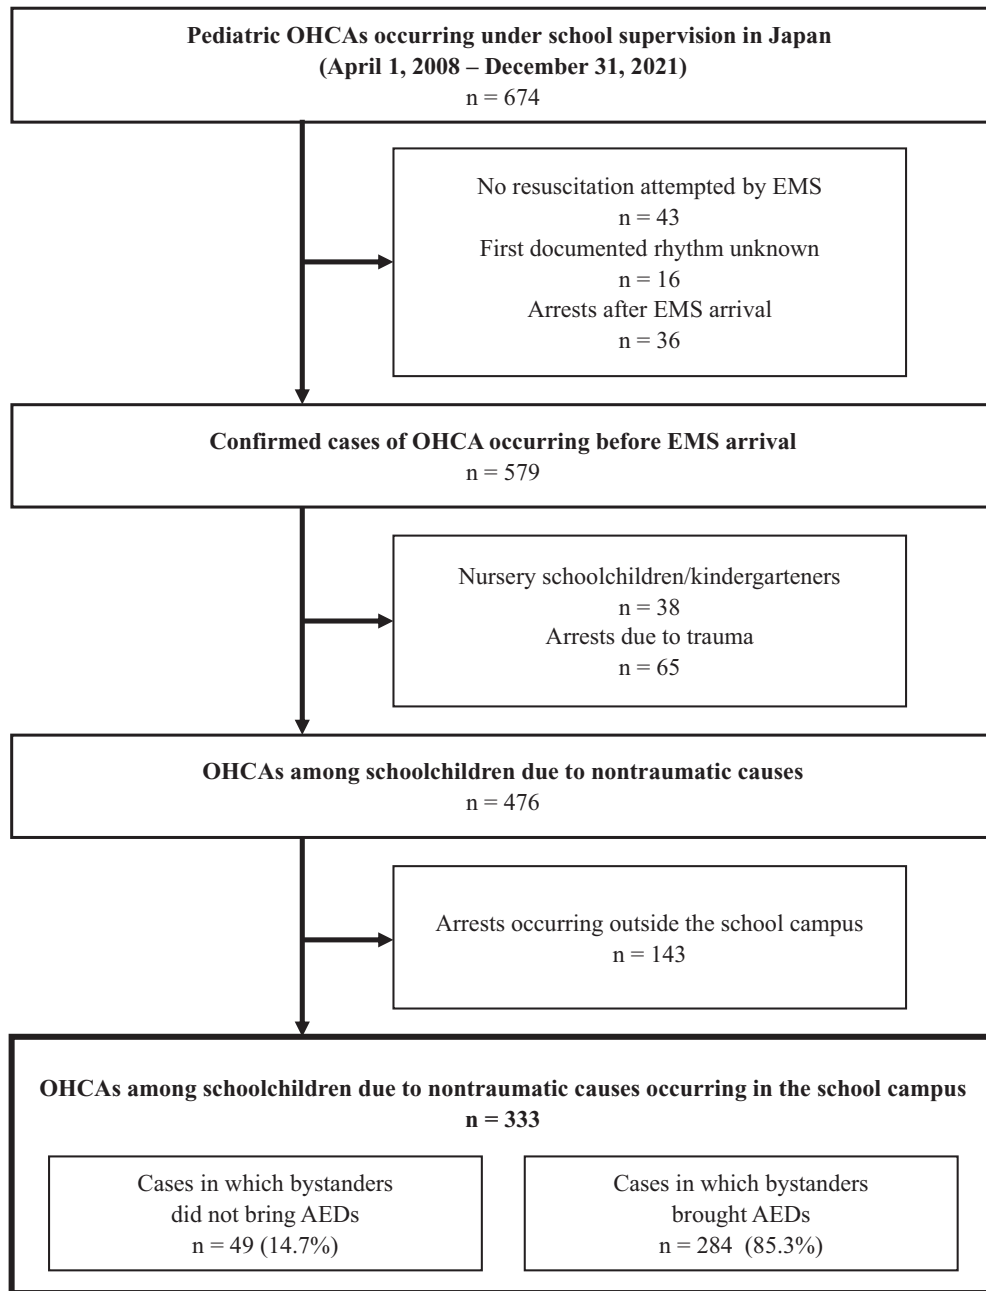 Pediatric OHCAs occurring under school supervision in Japan
(April 1, 2008 – December 31, 2021)
n = 674
No resuscitation attempted by EMS
n = 43
First documented rhythm unknown
n = 16
Arrests after EMS arrival
n = 36
Confirmed cases of OHCA occurring before EMS arrival
n = 579
Nursery schoolchildren/kindergarteners
n = 38
Arrests due to trauma
n = 65
OHCAs among schoolchildren due to nontraumatic causes
n = 476
Arrests occurring outside the school campus
n = 143
OHCAs among schoolchildren due to nontraumatic causes occurring in the school campus
n = 333
Cases in which bystanders
did not bring AEDs
n = 49 (14.7%)
Cases in which bystanders
brought AEDs
n = 284 (85.3%)